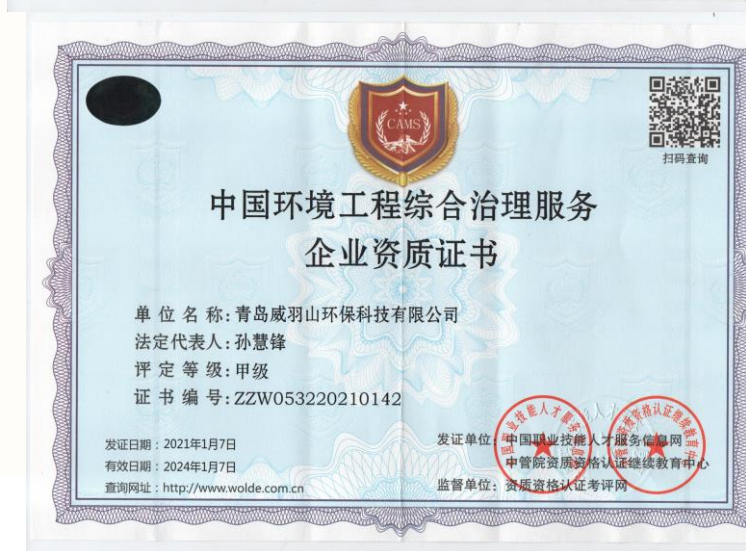 CAMS
扫码查询
中国环境工程综合治理服务
企业资质证书
单位名称:青岛威羽山环保科技有限公司
法定代表人:孙慧锋
评定等级:甲级
证书编号:ZZW053220210142
发证日期：2021年1月7日
有效日期：2024年1月7日
查询网址：http://www.wolde.com.cn
发证单位：中国职业技能人才服务信息网
中管院资质资格认证继续教育中心
监督单位：资质资格认证考评网